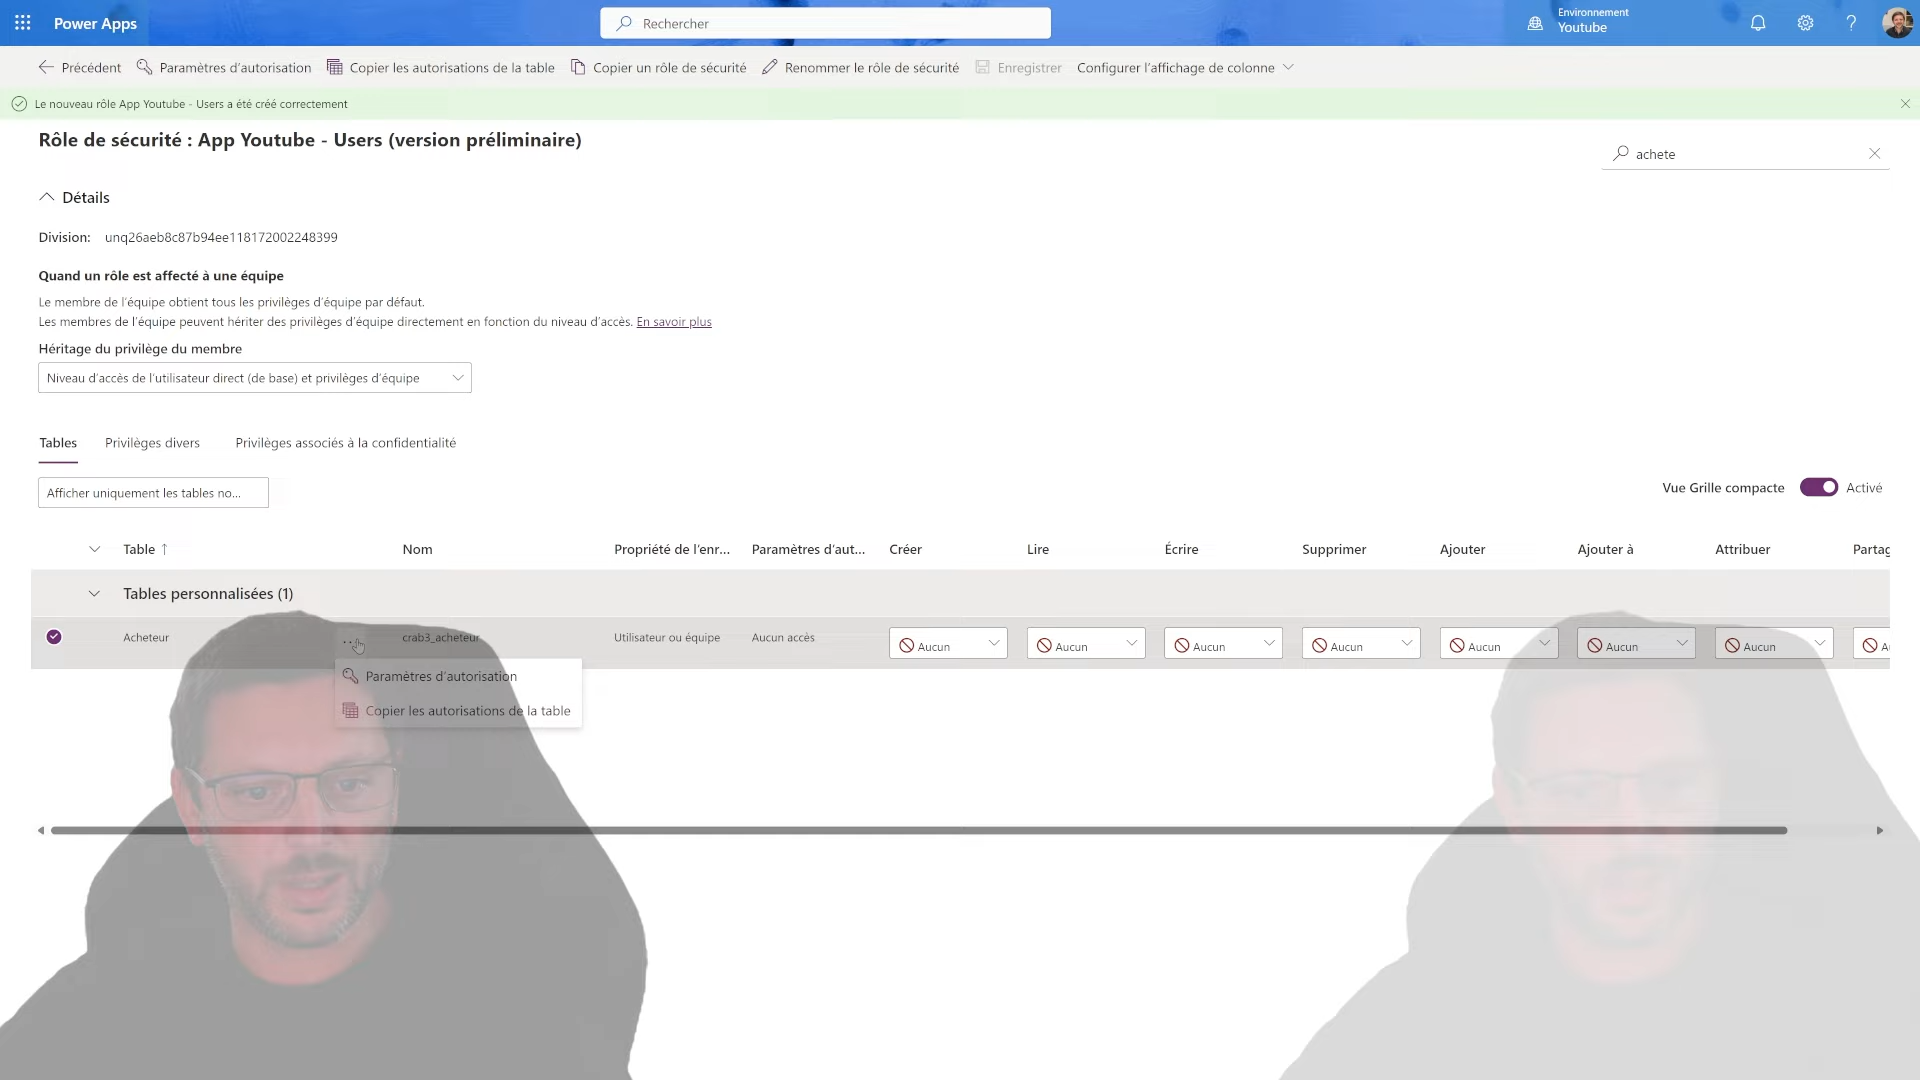 Power Apps
Rechercher
Environnement
Youtube
Précédent
Paramètres d'autorisation
Copier les autorisations de la table
Copier un rôle de sécurité
Renommer le rôle de sécurité
Enregistrer
Configurer l'affichage de colonne
Le nouveau rôle App Youtube - Users a été créé correctement
Rôle de sécurité : App Youtube - Users (version préliminaire)
achete
Détails
Division: unq26aeb8c87b94ee118172002248399
Quand un rôle est affecté à une équipe
Le membre de l'équipe obtient tous les privilèges d'équipe par défaut.
Les membres de l'équipe peuvent hériter des privilèges d'équipe directement en fonction du niveau d'accès. En savoir plus
Héritage du privilège du membre
Niveau d'accès de l'utilisateur direct (de base) et privilèges d'équipe
Tables
Privilèges divers
Privilèges associés à la confidentialité
Afficher uniquement les tables no...
Vue Grille compacte
Activé
Table ↑ Nom Propriété de l'enr... Paramètres d'aut... Créer Lire Écrire Supprimer Ajouter Ajouter à Attribuer Partag
Tables personnalisées (1)
Acheteur crab3_acheteur Utilisateur ou équipe Aucun accès Aucun Aucun Aucun Aucun Aucun Aucun Aucun A
Paramètres d'autorisation
Copier les autorisations de la table